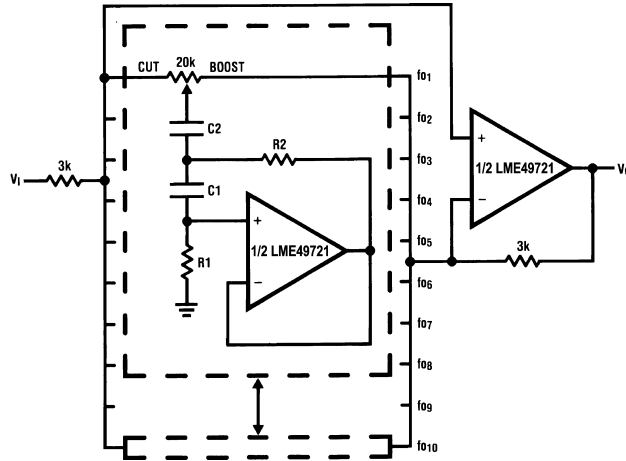 CUT 20k BOOST
fo1
C2
fo2
R2
fo3
+
1/2 LME49721
−
VO
3k
VI
C1
fo4
+
1/2 LME49721
−
R1
fo5
3k
fo6
fo7
fo8
fo9
fo10